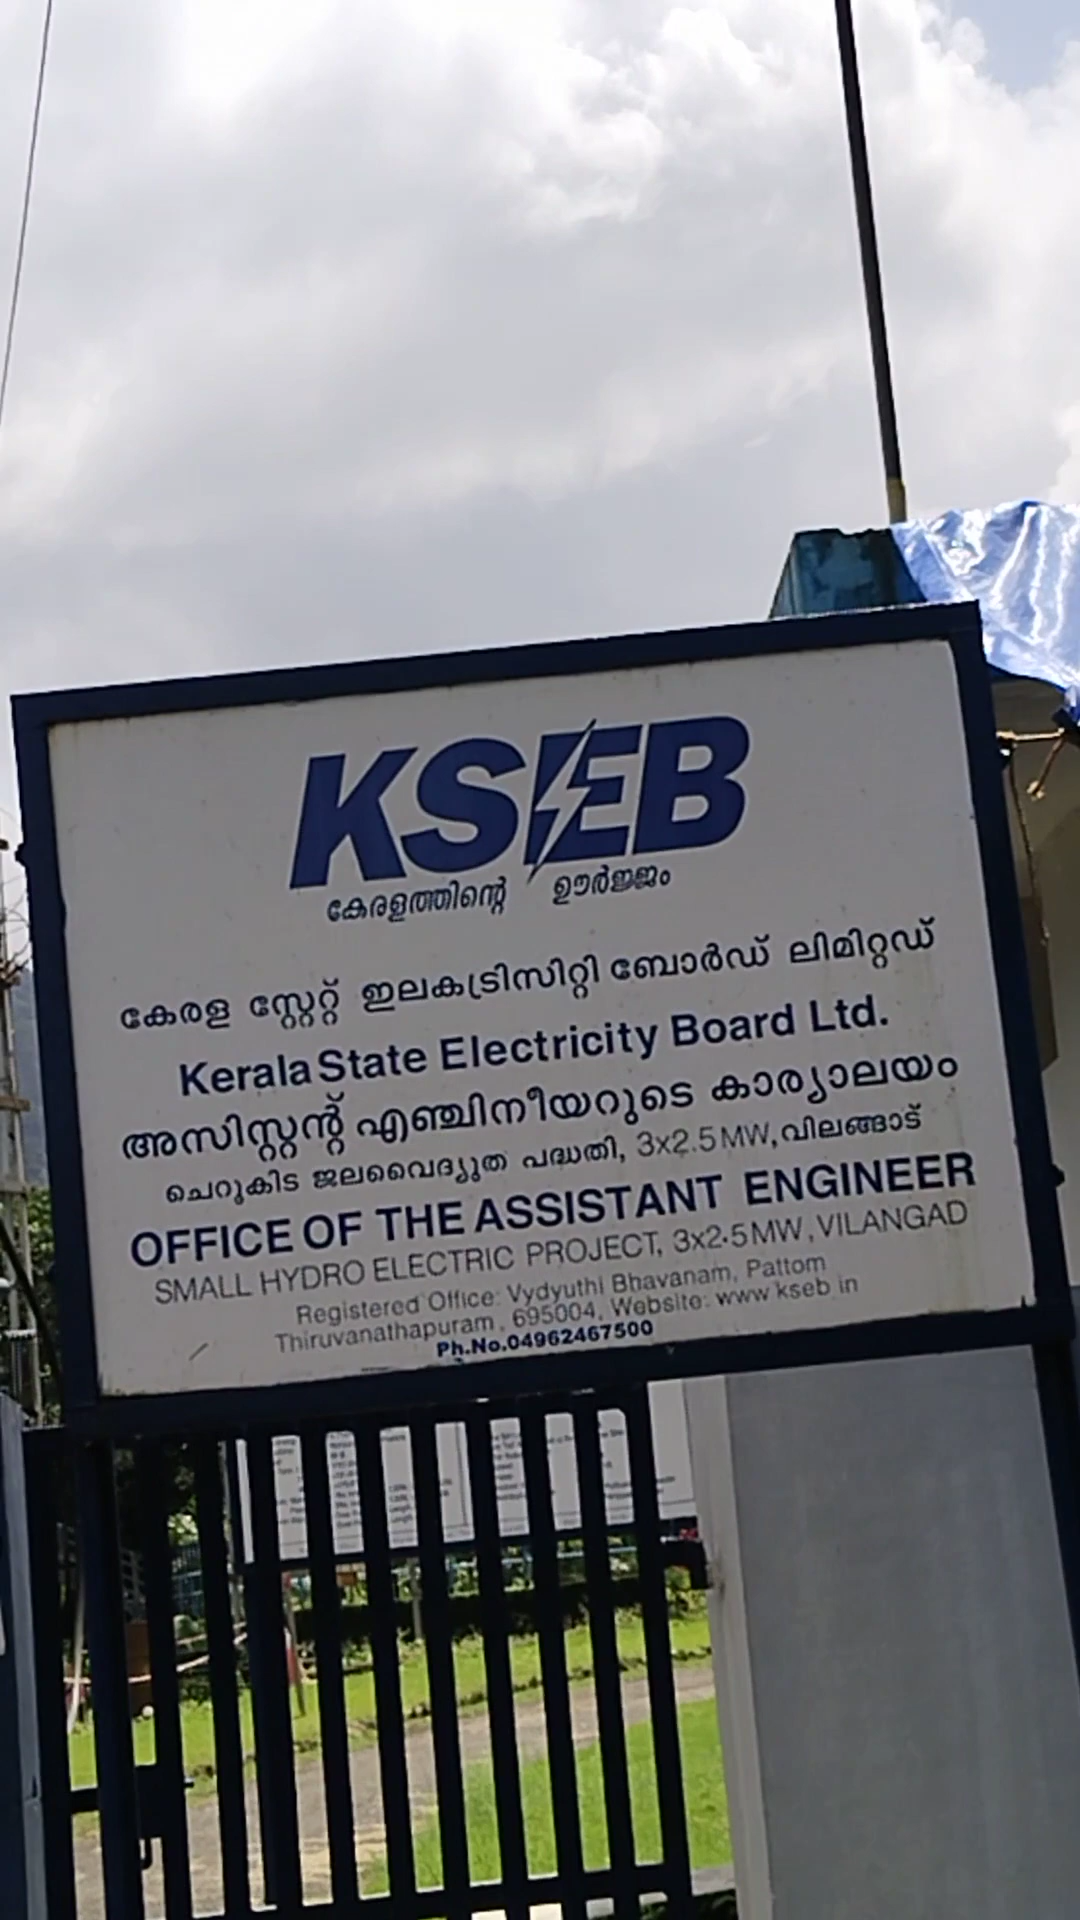 KSEB
കേരളത്തിന്റെ ഊർജ്ജം
കേരള സ്റ്റേറ്റ് ഇലകട്രിസിറ്റി ബോർഡ് ലിമിറ്റഡ്
Kerala State Electricity Board Ltd.
അസിസ്റ്റന്റ് എഞ്ചിനീയറുടെ കാര്യാലയം
ചെറുകിട ജലവൈദ്യുത പദ്ധതി, 3x2.5MW, വിലങ്ങാട്
OFFICE OF THE ASSISTANT ENGINEER
SMALL HYDRO ELECTRIC PROJECT, 3x2·5MW, VILANGAD
Registered Office: Vydyuthi Bhavanam, Pattom
Thiruvanathapuram, 695004, Website: www kseb in
Ph.No.04962467500